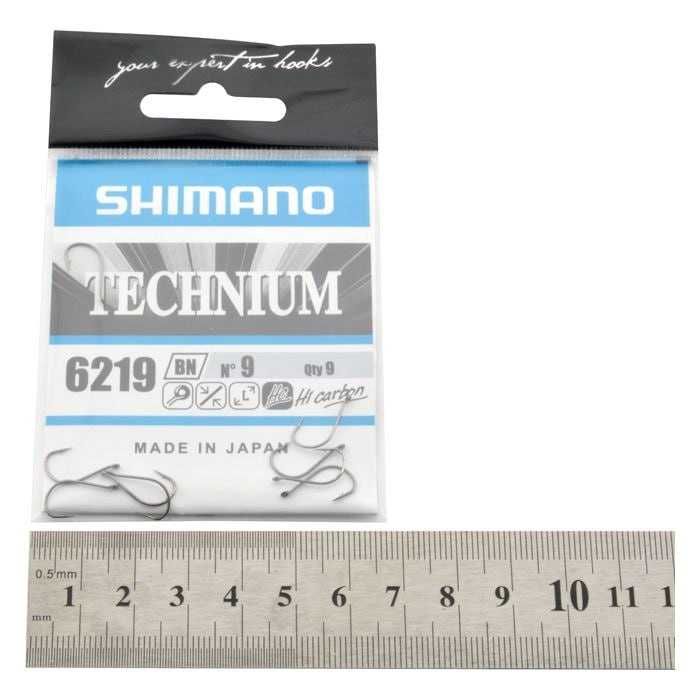 your expert in hooks
SHIMANO
TECHNIUM
6219 BN N° 9 Qty 9
Hi carbon
MADE IN JAPAN
0.5 mm
1 2 3 4 5 6 7 8 9 10 11 1
mm